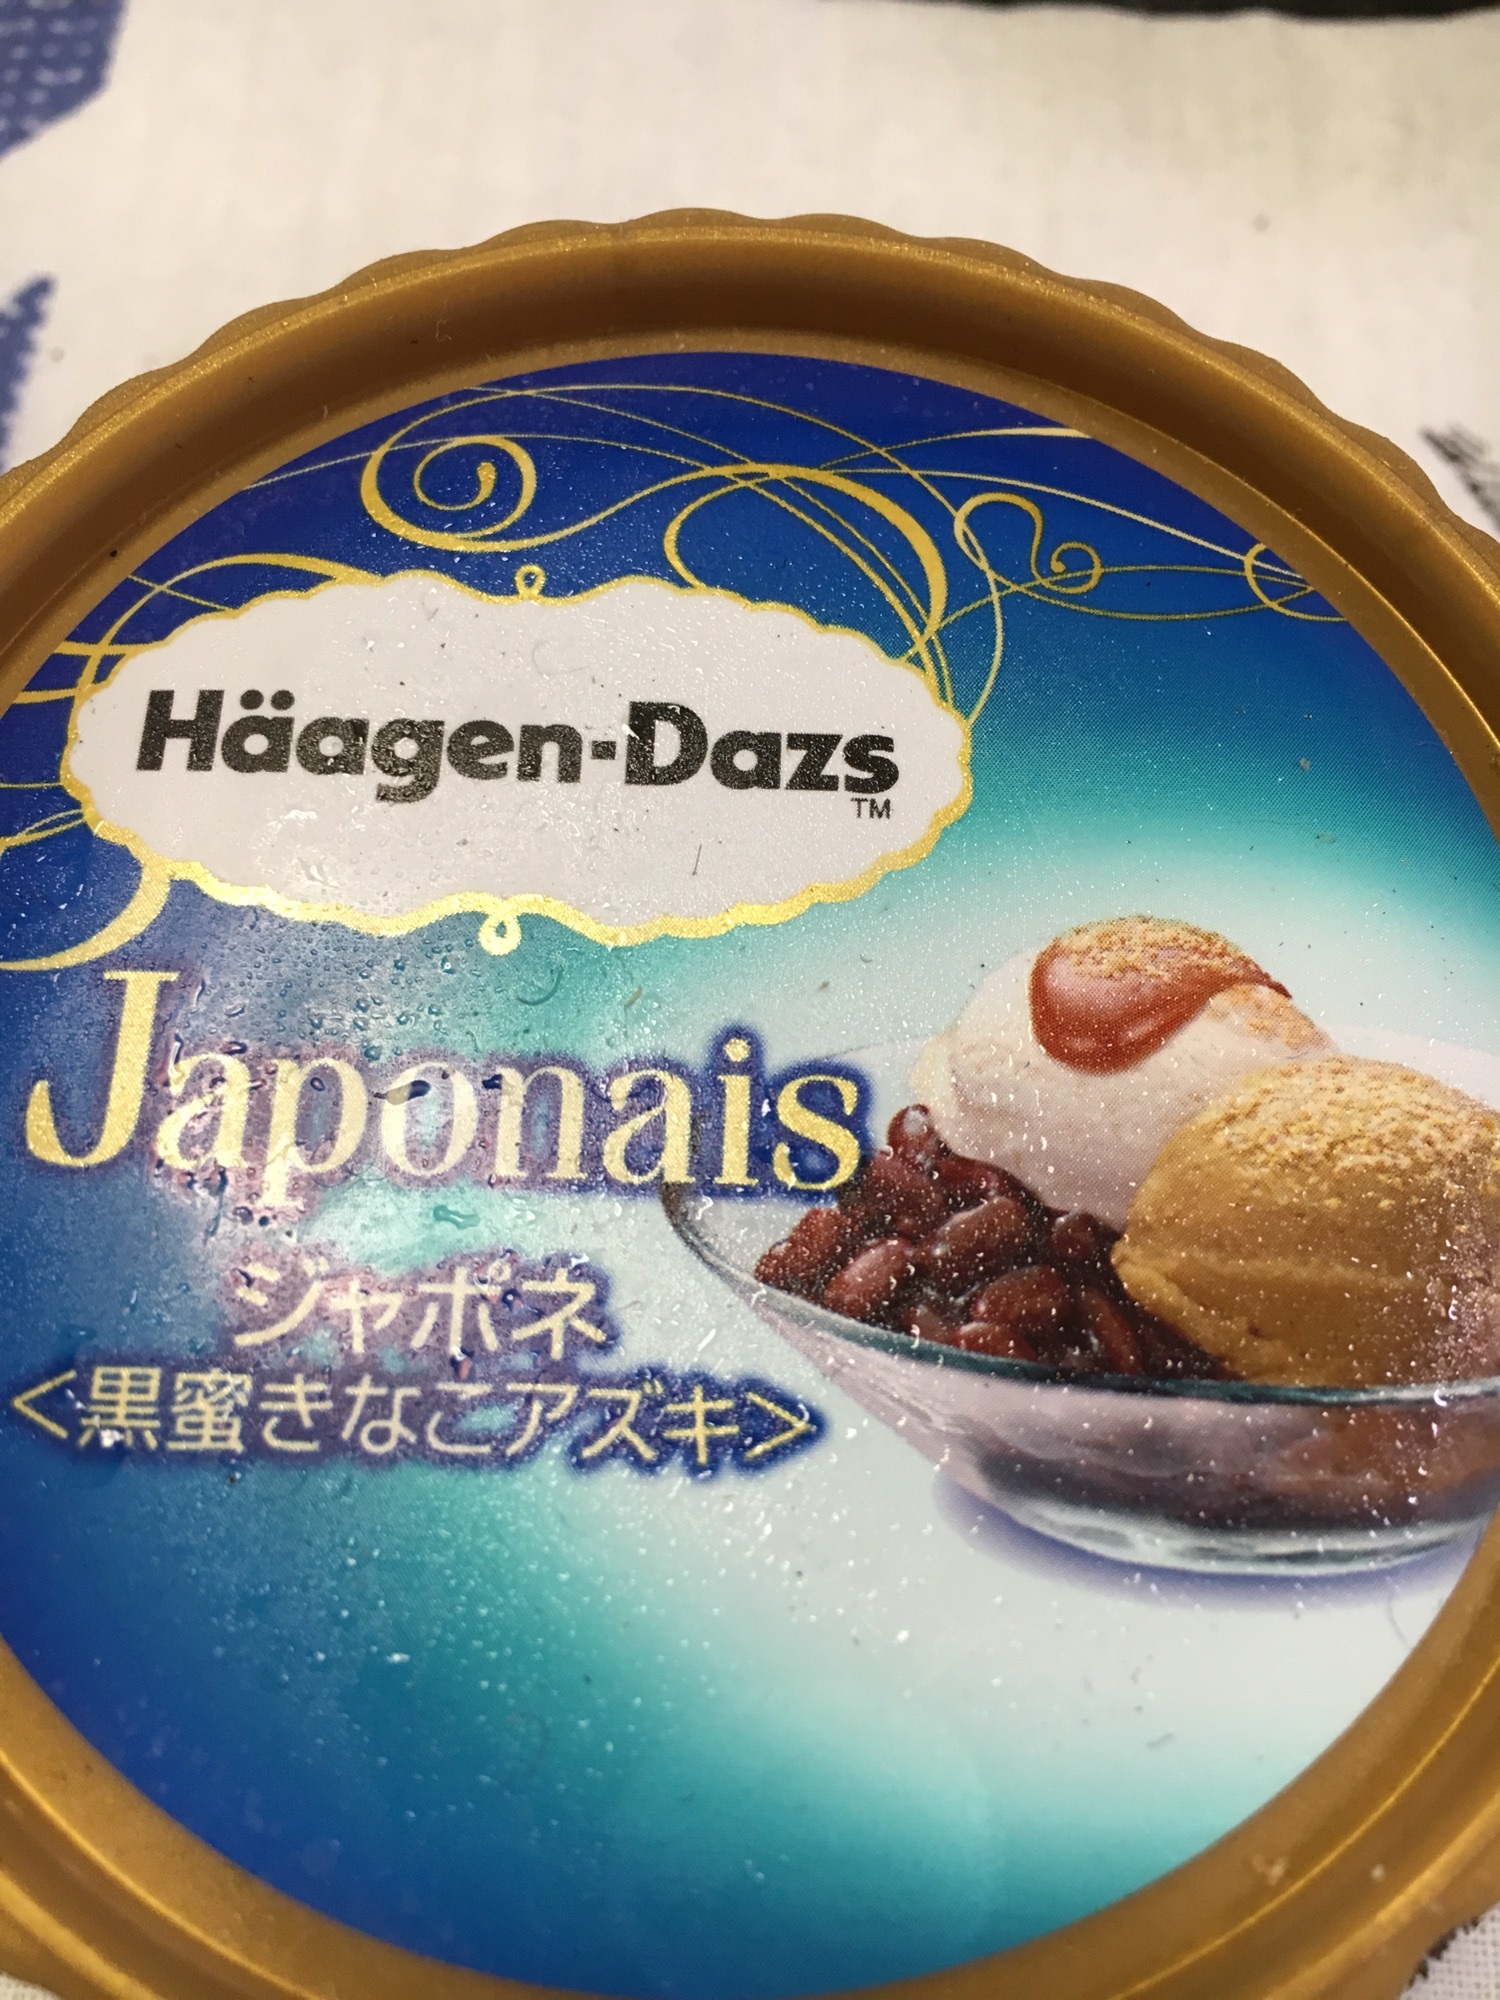 Häagen-Dazs
TM
Japonais
ジャポネ
<黒蜜きなこアズキ>